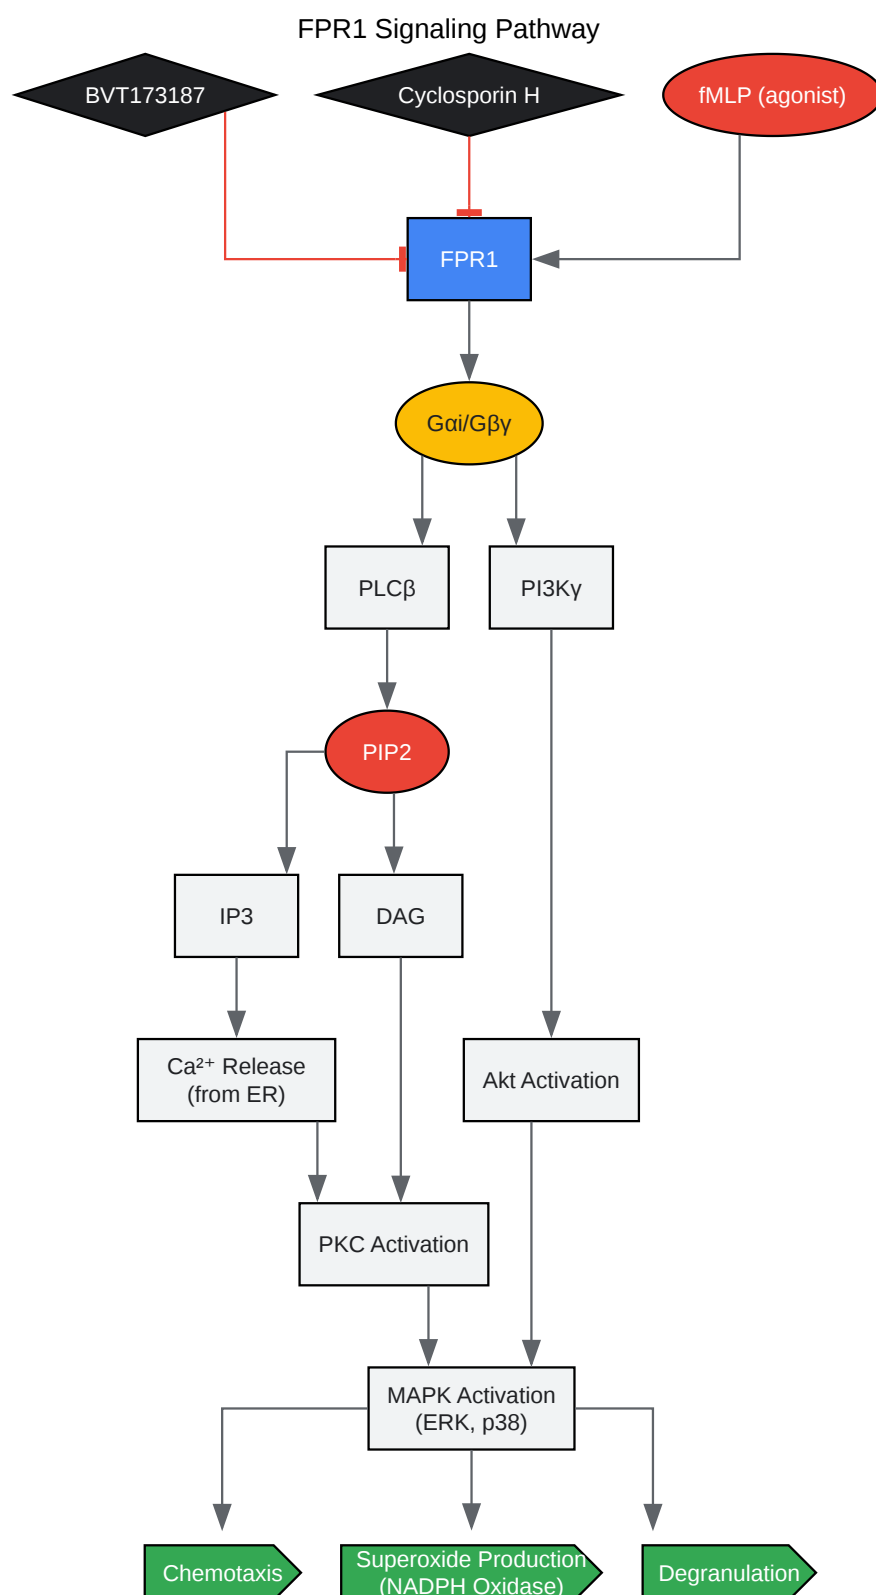 FPR1 Signaling Pathway
BVT173187
Cyclosporin H
fMLP (agonist)
FPR1
Gαi/Gβγ
PLCβ
PI3Kγ
PIP2
IP3
DAG
Ca²⁺ Release
(from ER)
Akt Activation
PKC Activation
MAPK Activation
(ERK, p38)
Chemotaxis
Superoxide Production
(NADPH Oxidase)
Degranulation